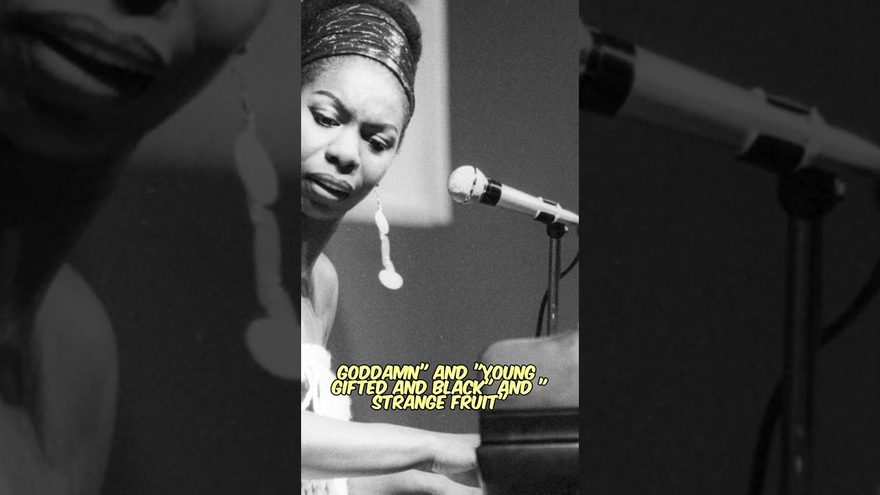 GODDAMN" AND "YOUNG
GIFTED AND BLACK" AND "
STRANGE FRUIT"